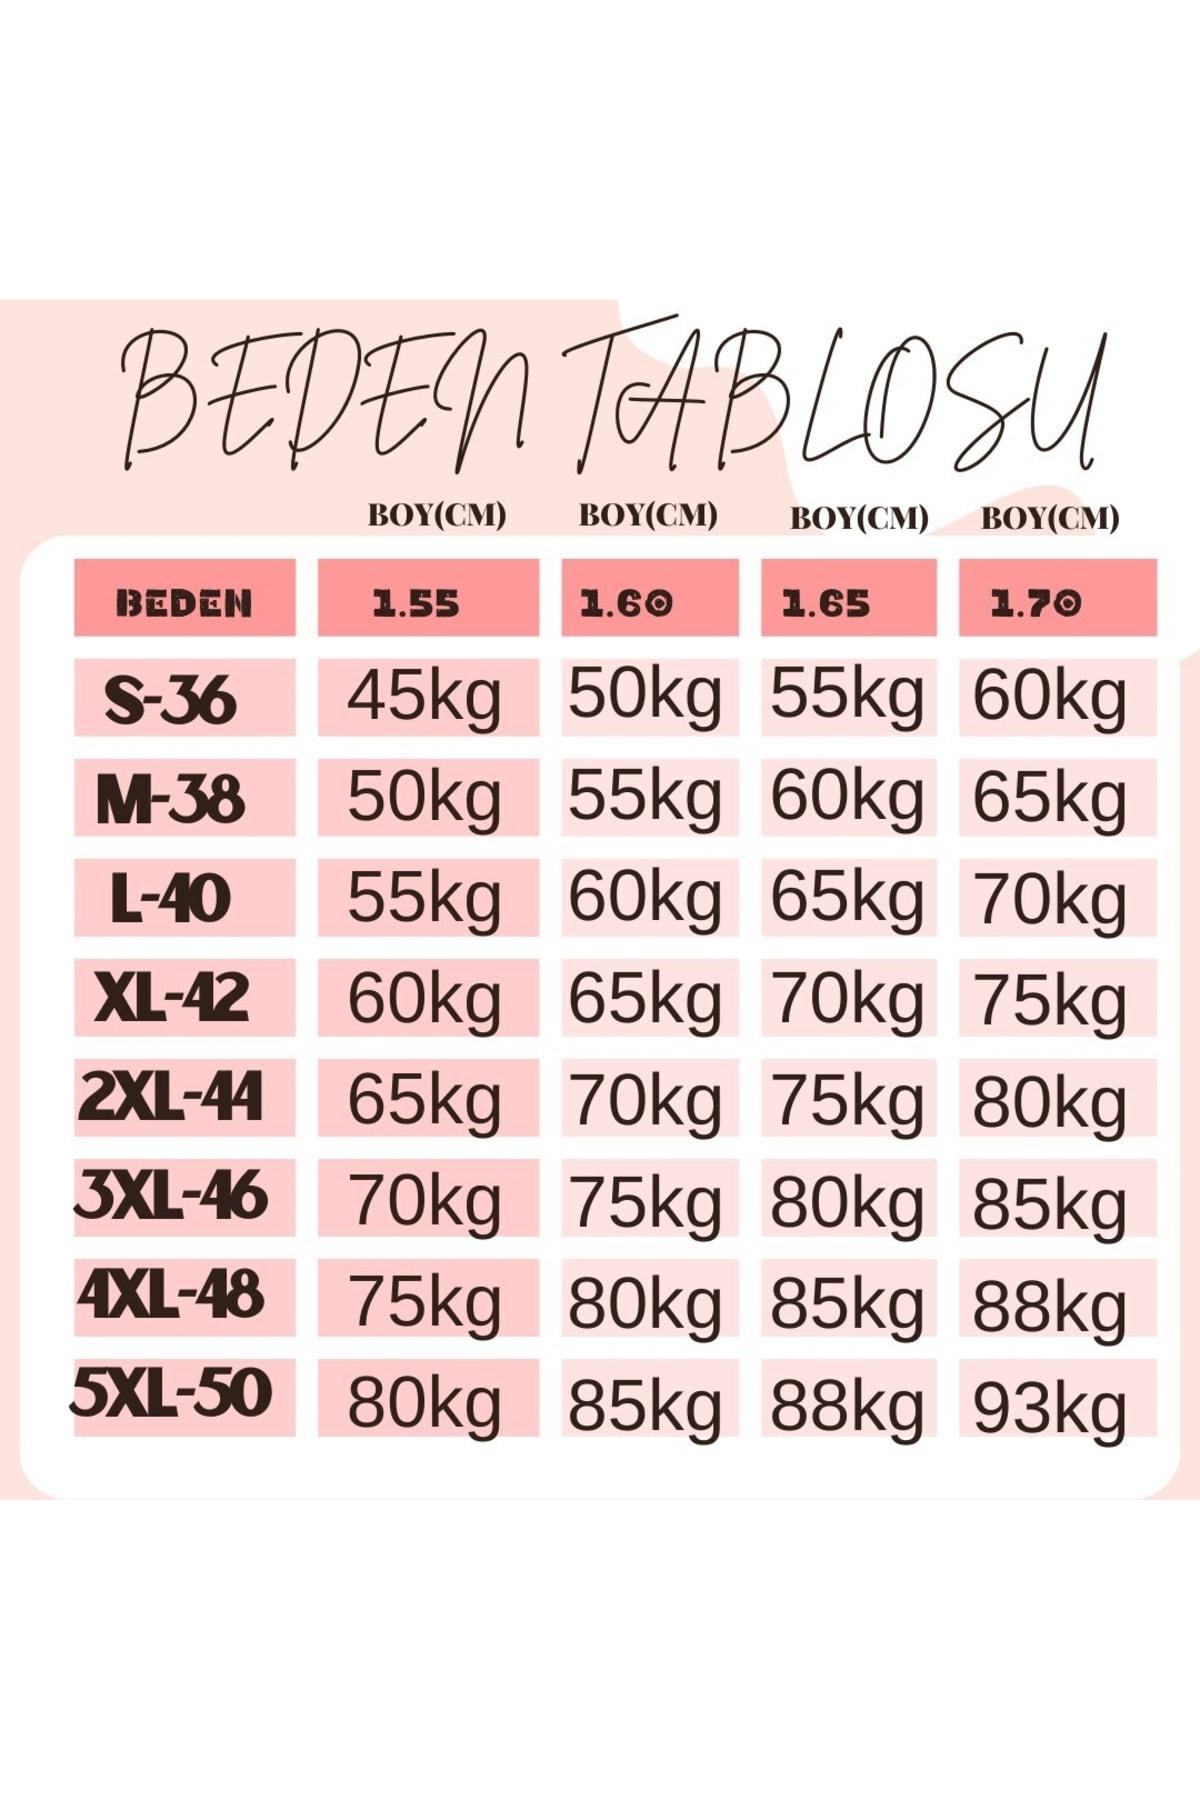 BEDEN TABLOSU
BOY(CM) BOY(CM) BOY(CM) BOY(CM)
BEDEN 1.55 1.60 1.65 1.70
S-36 45kg 50kg 55kg 60kg
M-38 50kg 55kg 60kg 65kg
L-40 55kg 60kg 65kg 70kg
XL-42 60kg 65kg 70kg 75kg
2XL-44 65kg 70kg 75kg 80kg
3XL-46 70kg 75kg 80kg 85kg
4XL-48 75kg 80kg 85kg 88kg
5XL-50 80kg 85kg 88kg 93kg